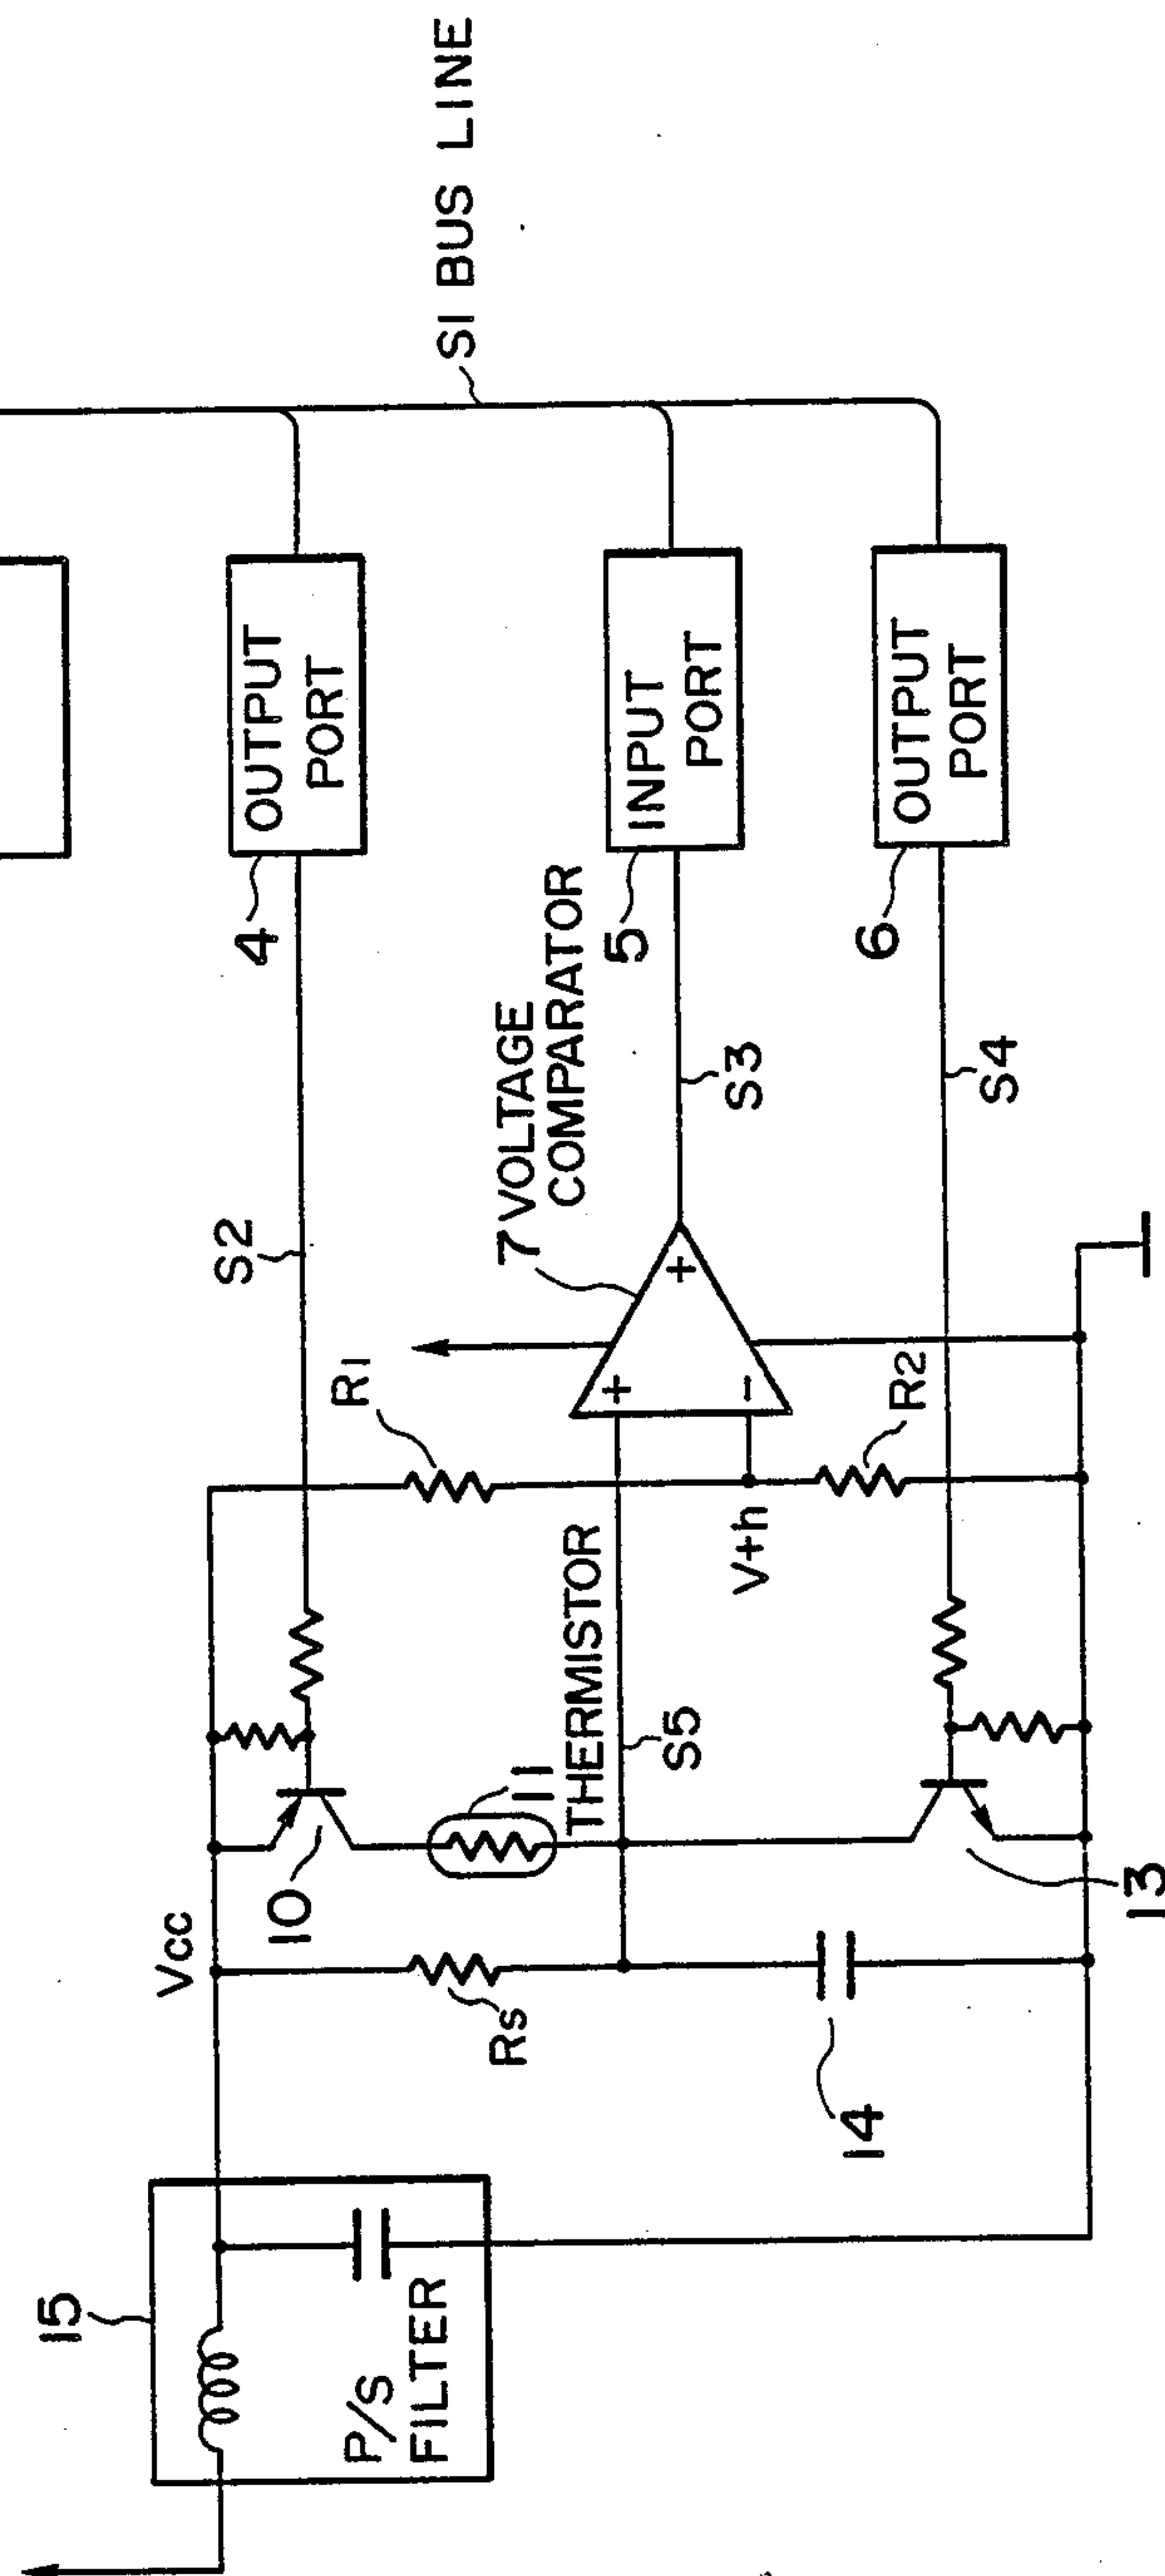 S1 BUS LINE
OUTPUT
PORT
4
S2
INPUT
PORT
5
7 VOLTAGE
COMPARATOR
S3
OUTPUT
PORT
6
S4
R1
R2
+
+
-
V+h
Vcc
10
11
THERMISTOR
S5
13
Rs
14
15
P/S
FILTER